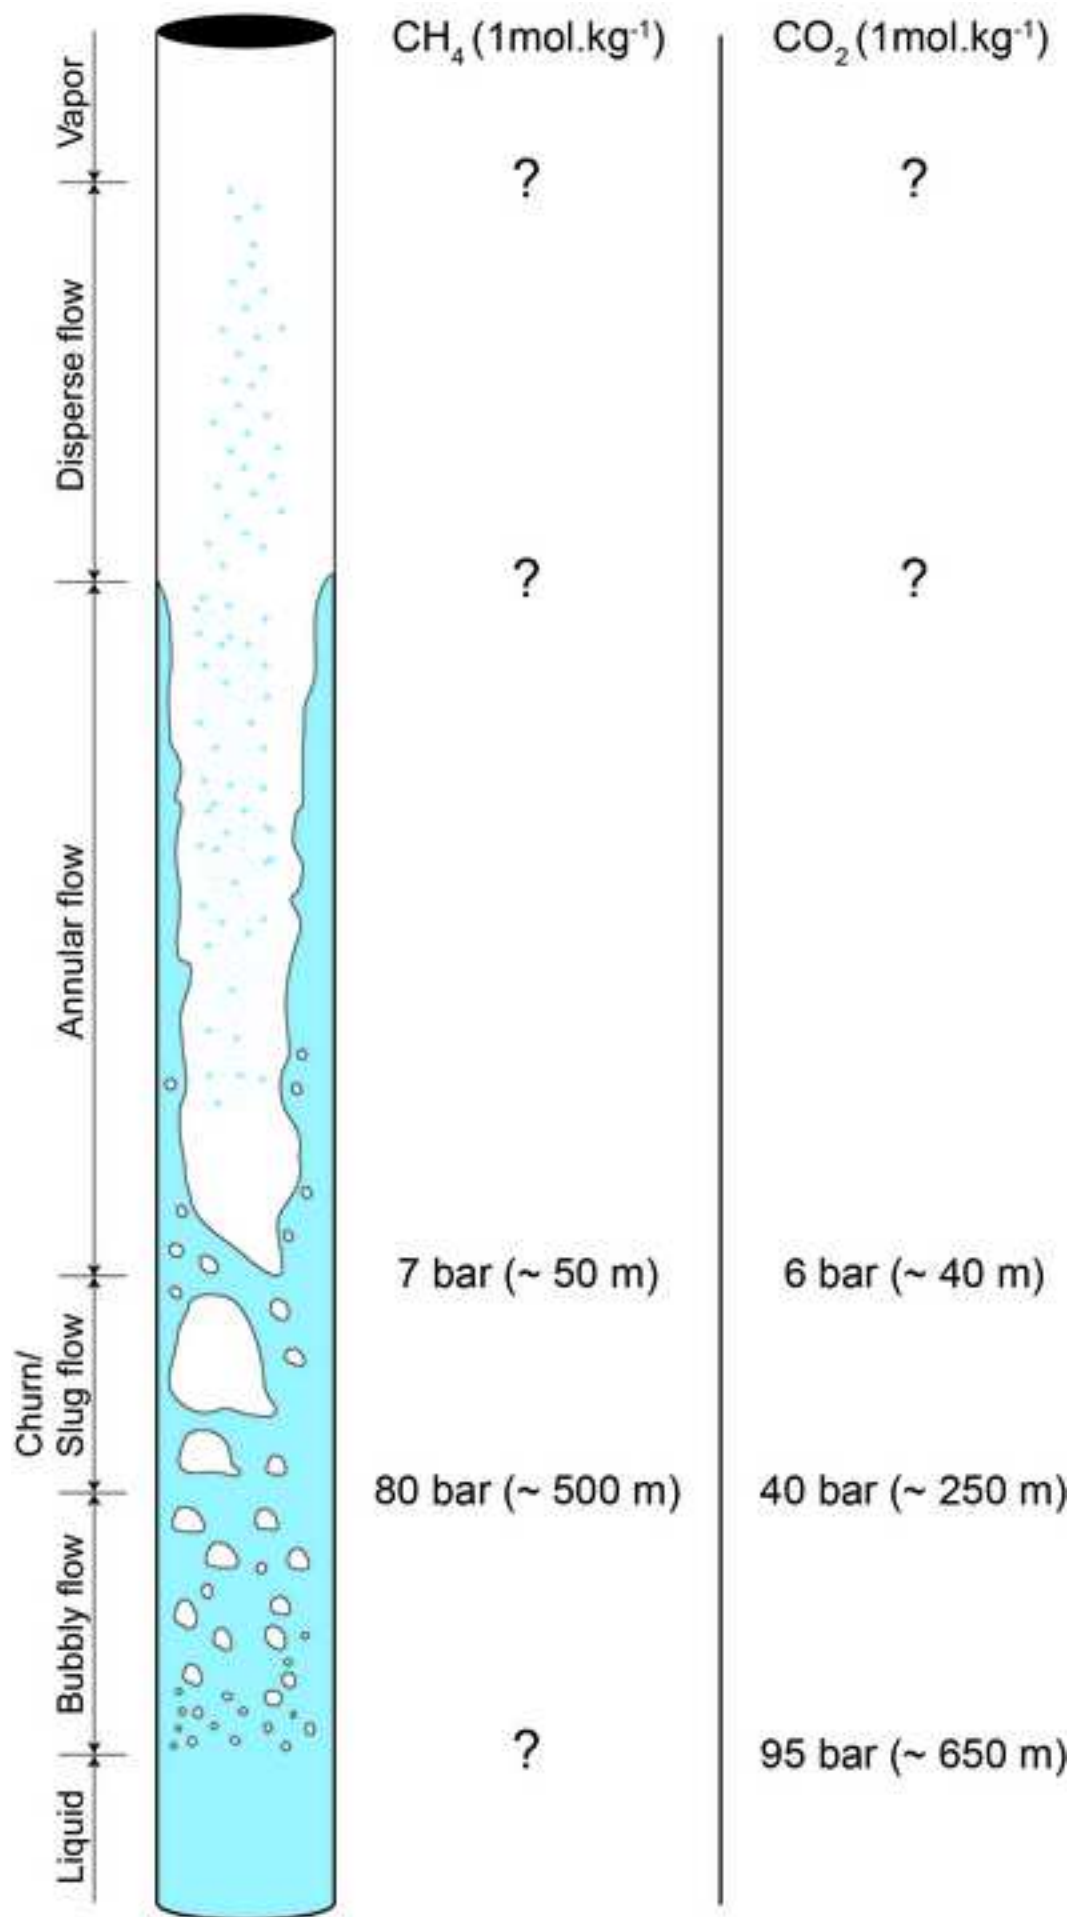 CH₄ (1mol.kg⁻¹)
CO₂ (1mol.kg⁻¹)
Vapor
?
?
Disperse flow
?
?
Annular flow
7 bar (~ 50 m)
6 bar (~ 40 m)
Churn/
Slug flow
80 bar (~ 500 m)
40 bar (~ 250 m)
Bubbly flow
?
95 bar (~ 650 m)
Liquid